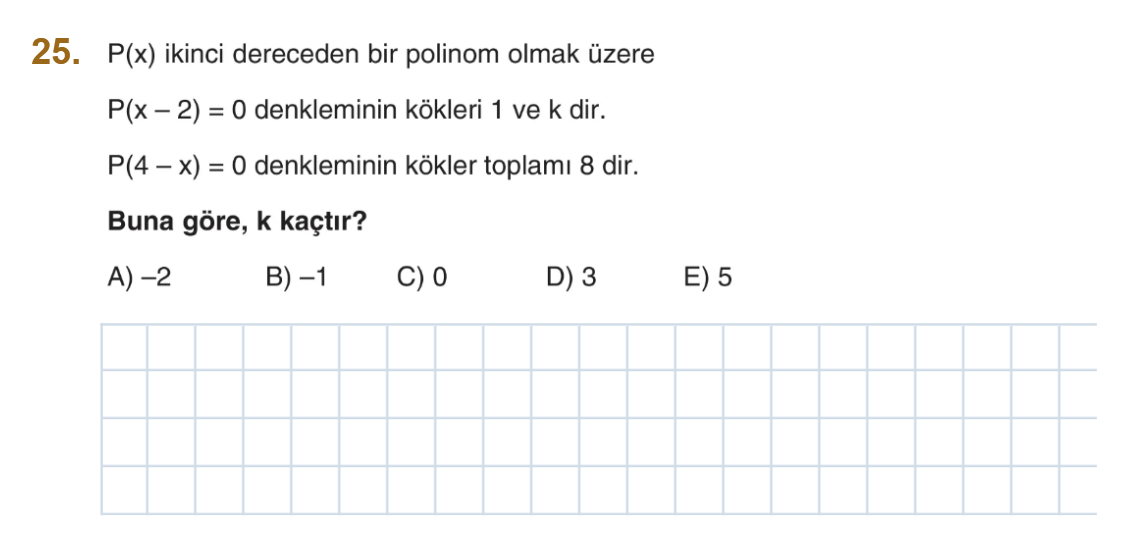 25. P(x) ikinci dereceden bir polinom olmak üzere
P(x – 2) = 0 denkleminin kökleri 1 ve k dir.
P(4 – x) = 0 denkleminin kökler toplamı 8 dir.
Buna göre, k kaçtır?
A) –2 B) –1 C) 0 D) 3 E) 5